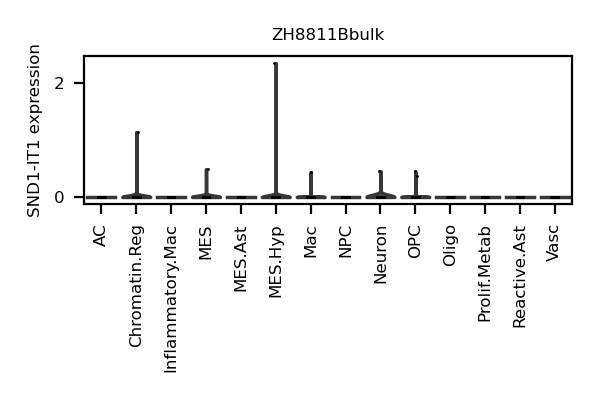 ZH8811Bbulk
SND1-IT1 expression
2
0
AC
Chromatin.Reg
Inflammatory.Mac
MES
MES.Ast
MES.Hyp
Mac
NPC
Neuron
OPC
Oligo
Prolif.Metab
Reactive.Ast
Vasc